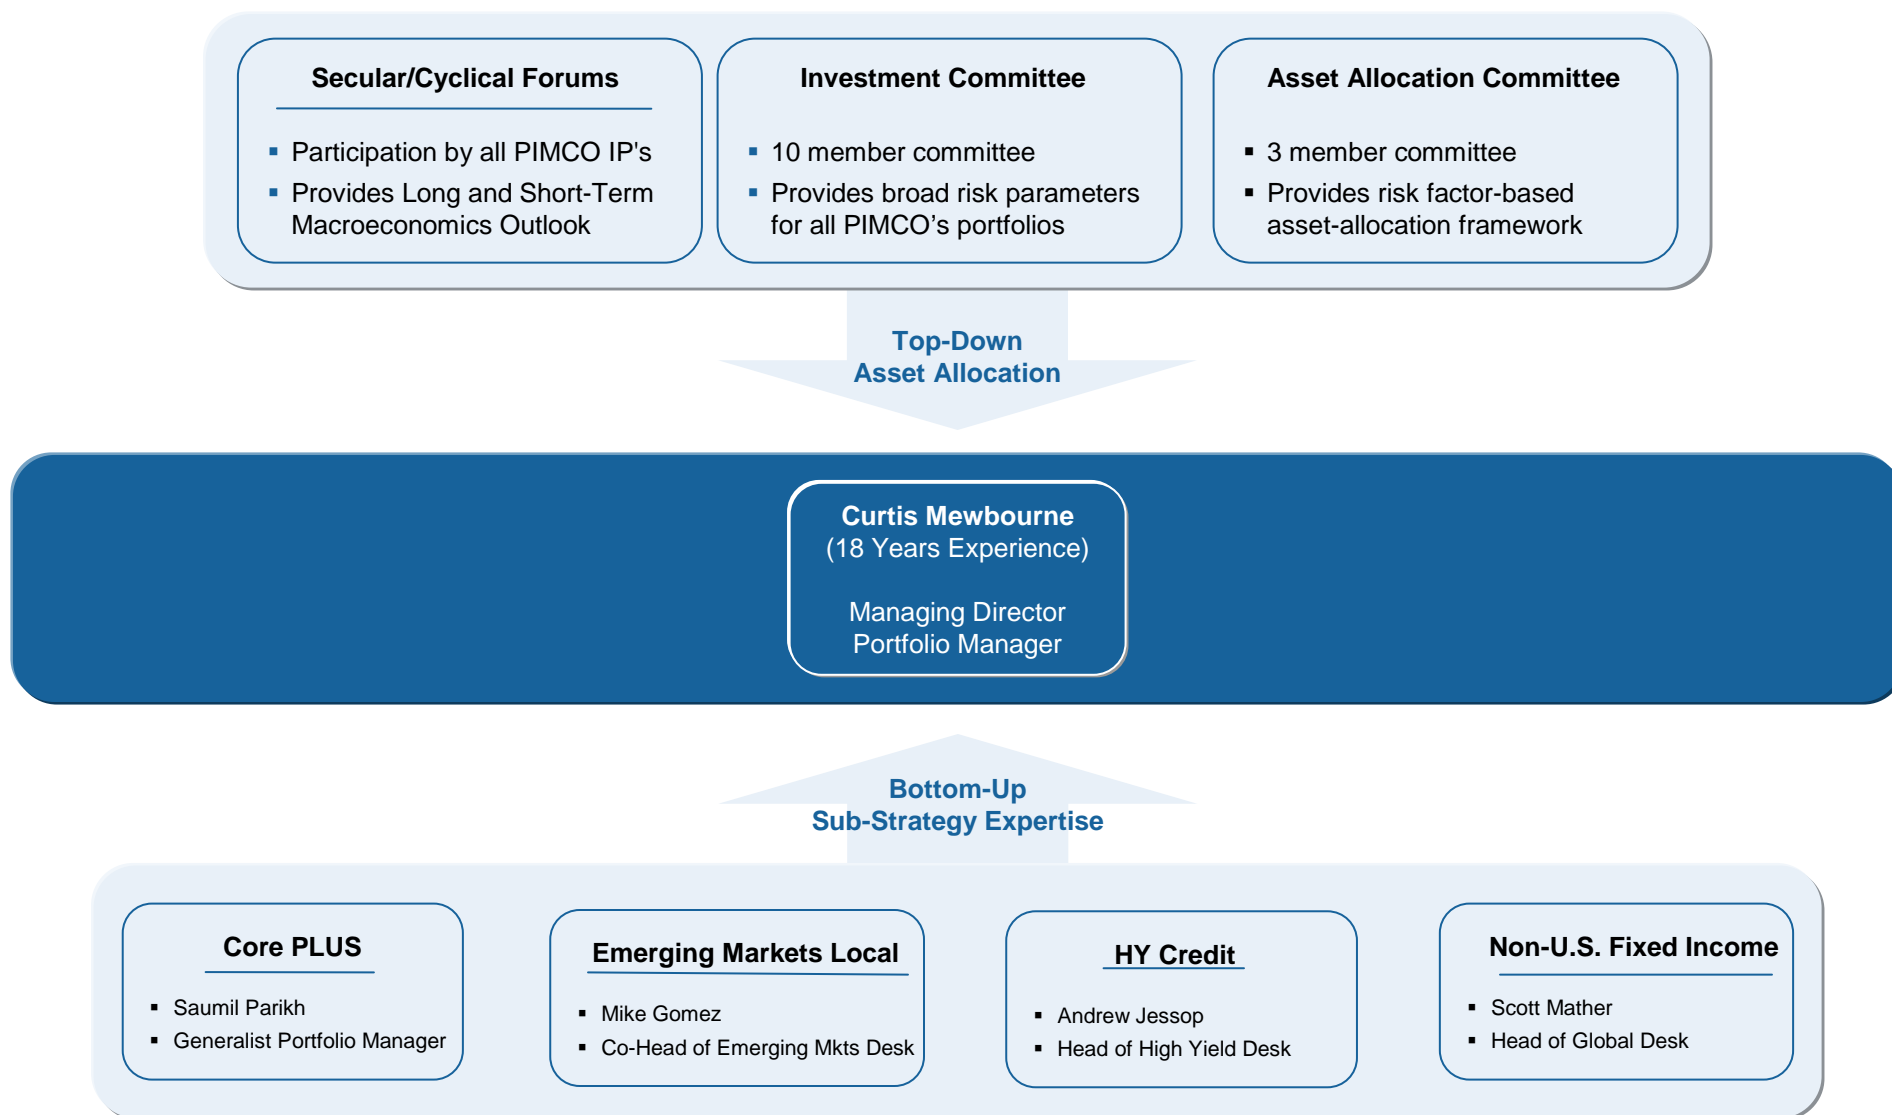 Secular/Cyclical Forums
▪ Participation by all PIMCO IP's
▪ Provides Long and Short-Term
Macroeconomics Outlook
Investment Committee
▪ 10 member committee
▪ Provides broad risk parameters
for all PIMCO’s portfolios
Asset Allocation Committee
▪ 3 member committee
▪ Provides risk factor-based
asset-allocation framework
Top-Down
Asset Allocation
Curtis Mewbourne
(18 Years Experience)
Managing Director
Portfolio Manager
Bottom-Up
Sub-Strategy Expertise
Core PLUS
▪ Saumil Parikh
▪ Generalist Portfolio Manager
Emerging Markets Local
▪ Mike Gomez
▪ Co-Head of Emerging Mkts Desk
HY Credit
▪ Andrew Jessop
▪ Head of High Yield Desk
Non-U.S. Fixed Income
▪ Scott Mather
▪ Head of Global Desk